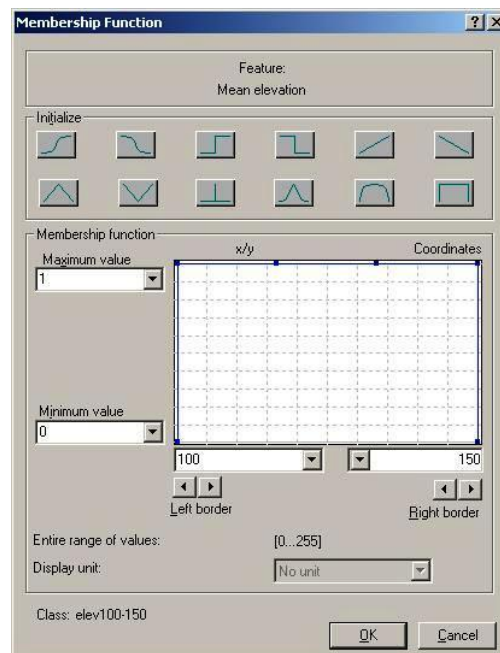 Membership Function
Feature:
Mean elevation
Initialize
Membership function
x/y
Coordinates
Maximum value
1
Minimum value
0
100
150
Left border
Right border
Entire range of values:
[0...255]
Display unit:
No unit
Class: elev100-150
OK
Cancel